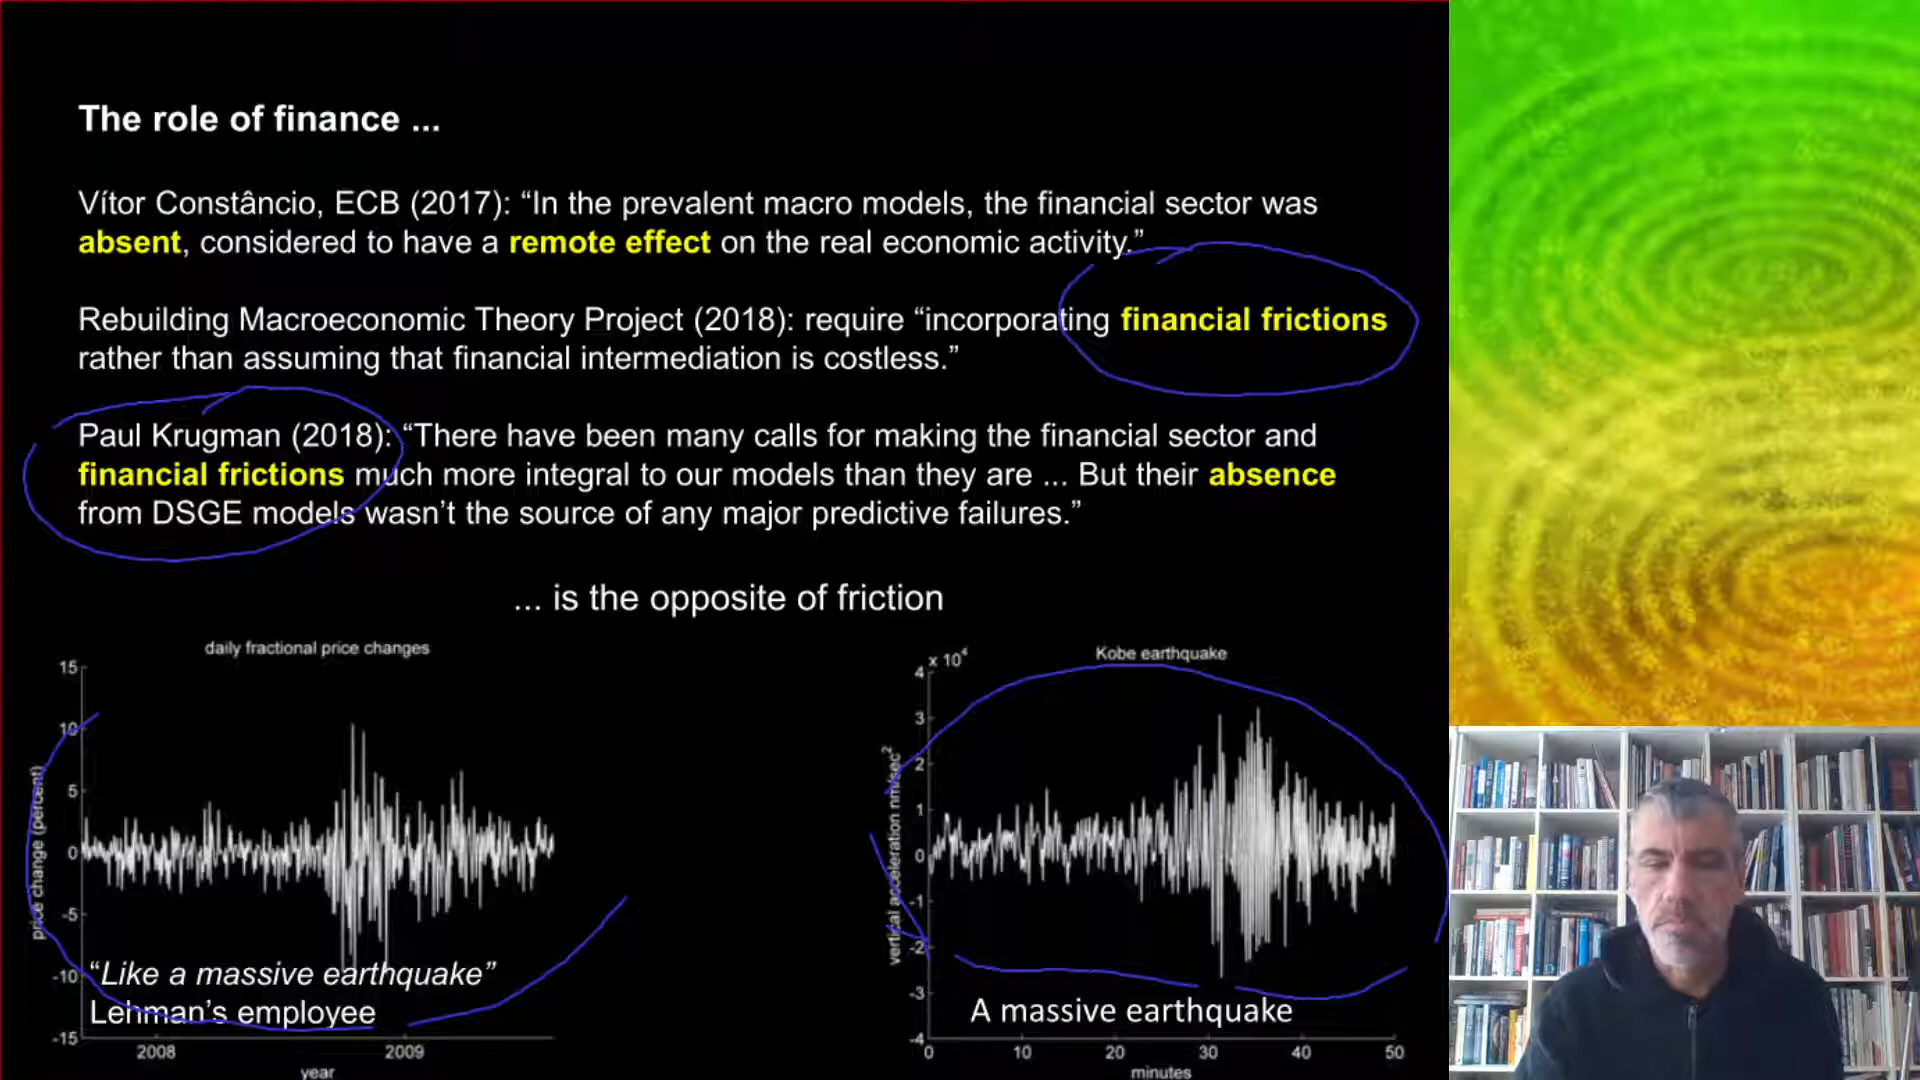 The role of finance ...
Vítor Constâncio, ECB (2017): “In the prevalent macro models, the financial sector was
absent, considered to have a remote effect on the real economic activity.”
Rebuilding Macroeconomic Theory Project (2018): require “incorporating financial frictions
rather than assuming that financial intermediation is costless.”
Paul Krugman (2018): “There have been many calls for making the financial sector and
financial frictions much more integral to our models than they are ... But their absence
from DSGE models wasn’t the source of any major predictive failures.”
... is the opposite of friction
daily fractional price changes
15
10
5
0
-5
-10
-15
price change (percent)
“Like a massive earthquake”
Lehman’s employee
2008 2009
year
Kobe earthquake
x 10⁴
4
3
2
1
0
-1
-2
-3
-4
vertical acceleration nm/sec²
A massive earthquake
0 10 20 30 40 50
minutes